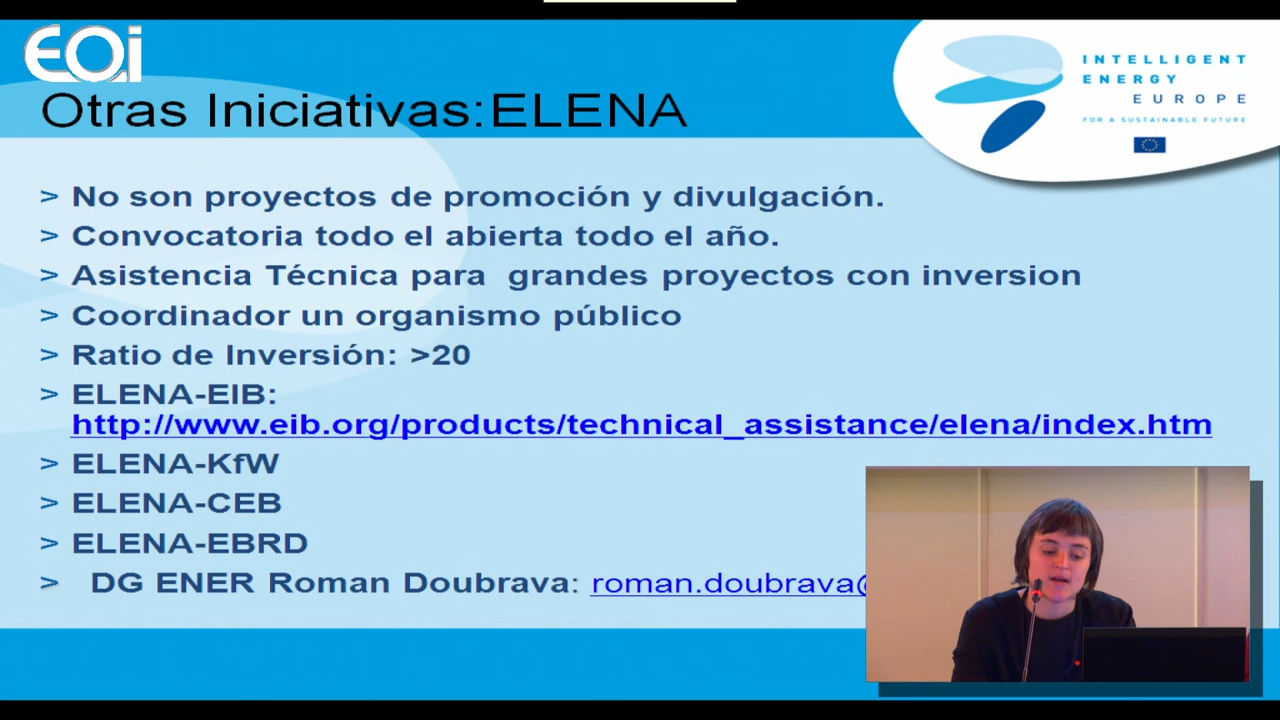 EOi
Otras Iniciativas:ELENA
INTELLIGENT
ENERGY
EUROPE
FOR A SUSTAINABLE FUTURE
> No son proyectos de promoción y divulgación.
> Convocatoria todo el abierta todo el año.
> Asistencia Técnica para grandes proyectos con inversion
> Coordinador un organismo público
> Ratio de Inversión: >20
> ELENA-EIB:
http://www.eib.org/products/technical_assistance/elena/index.htm
> ELENA-KfW
> ELENA-CEB
> ELENA-EBRD
> DG ENER Roman Doubrava: roman.doubrava@